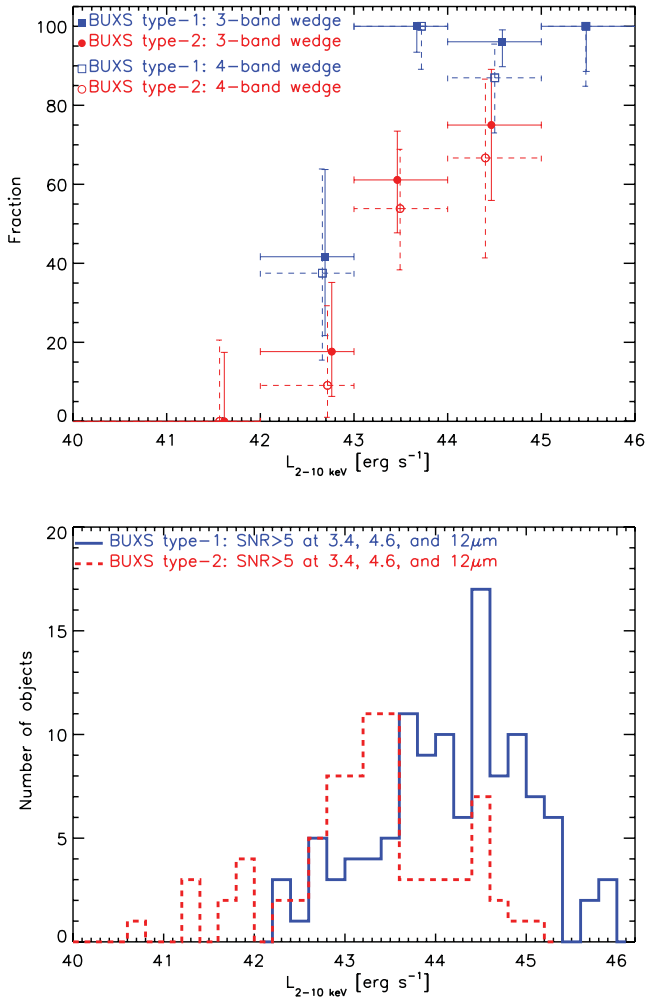 BUXS type-1: 3-band wedge
BUXS type-2: 3-band wedge
BUXS type-1: 4-band wedge
BUXS type-2: 4-band wedge
100
80
60
40
20
0
Fraction
40 41 42 43 44 45 46
L2-10 keV [erg s⁻¹]
BUXS type-1: SNR>5 at 3.4, 4.6, and 12μm
BUXS type-2: SNR>5 at 3.4, 4.6, and 12μm
20
15
10
5
0
Number of objects
40 41 42 43 44 45 46
L2-10 keV [erg s⁻¹]